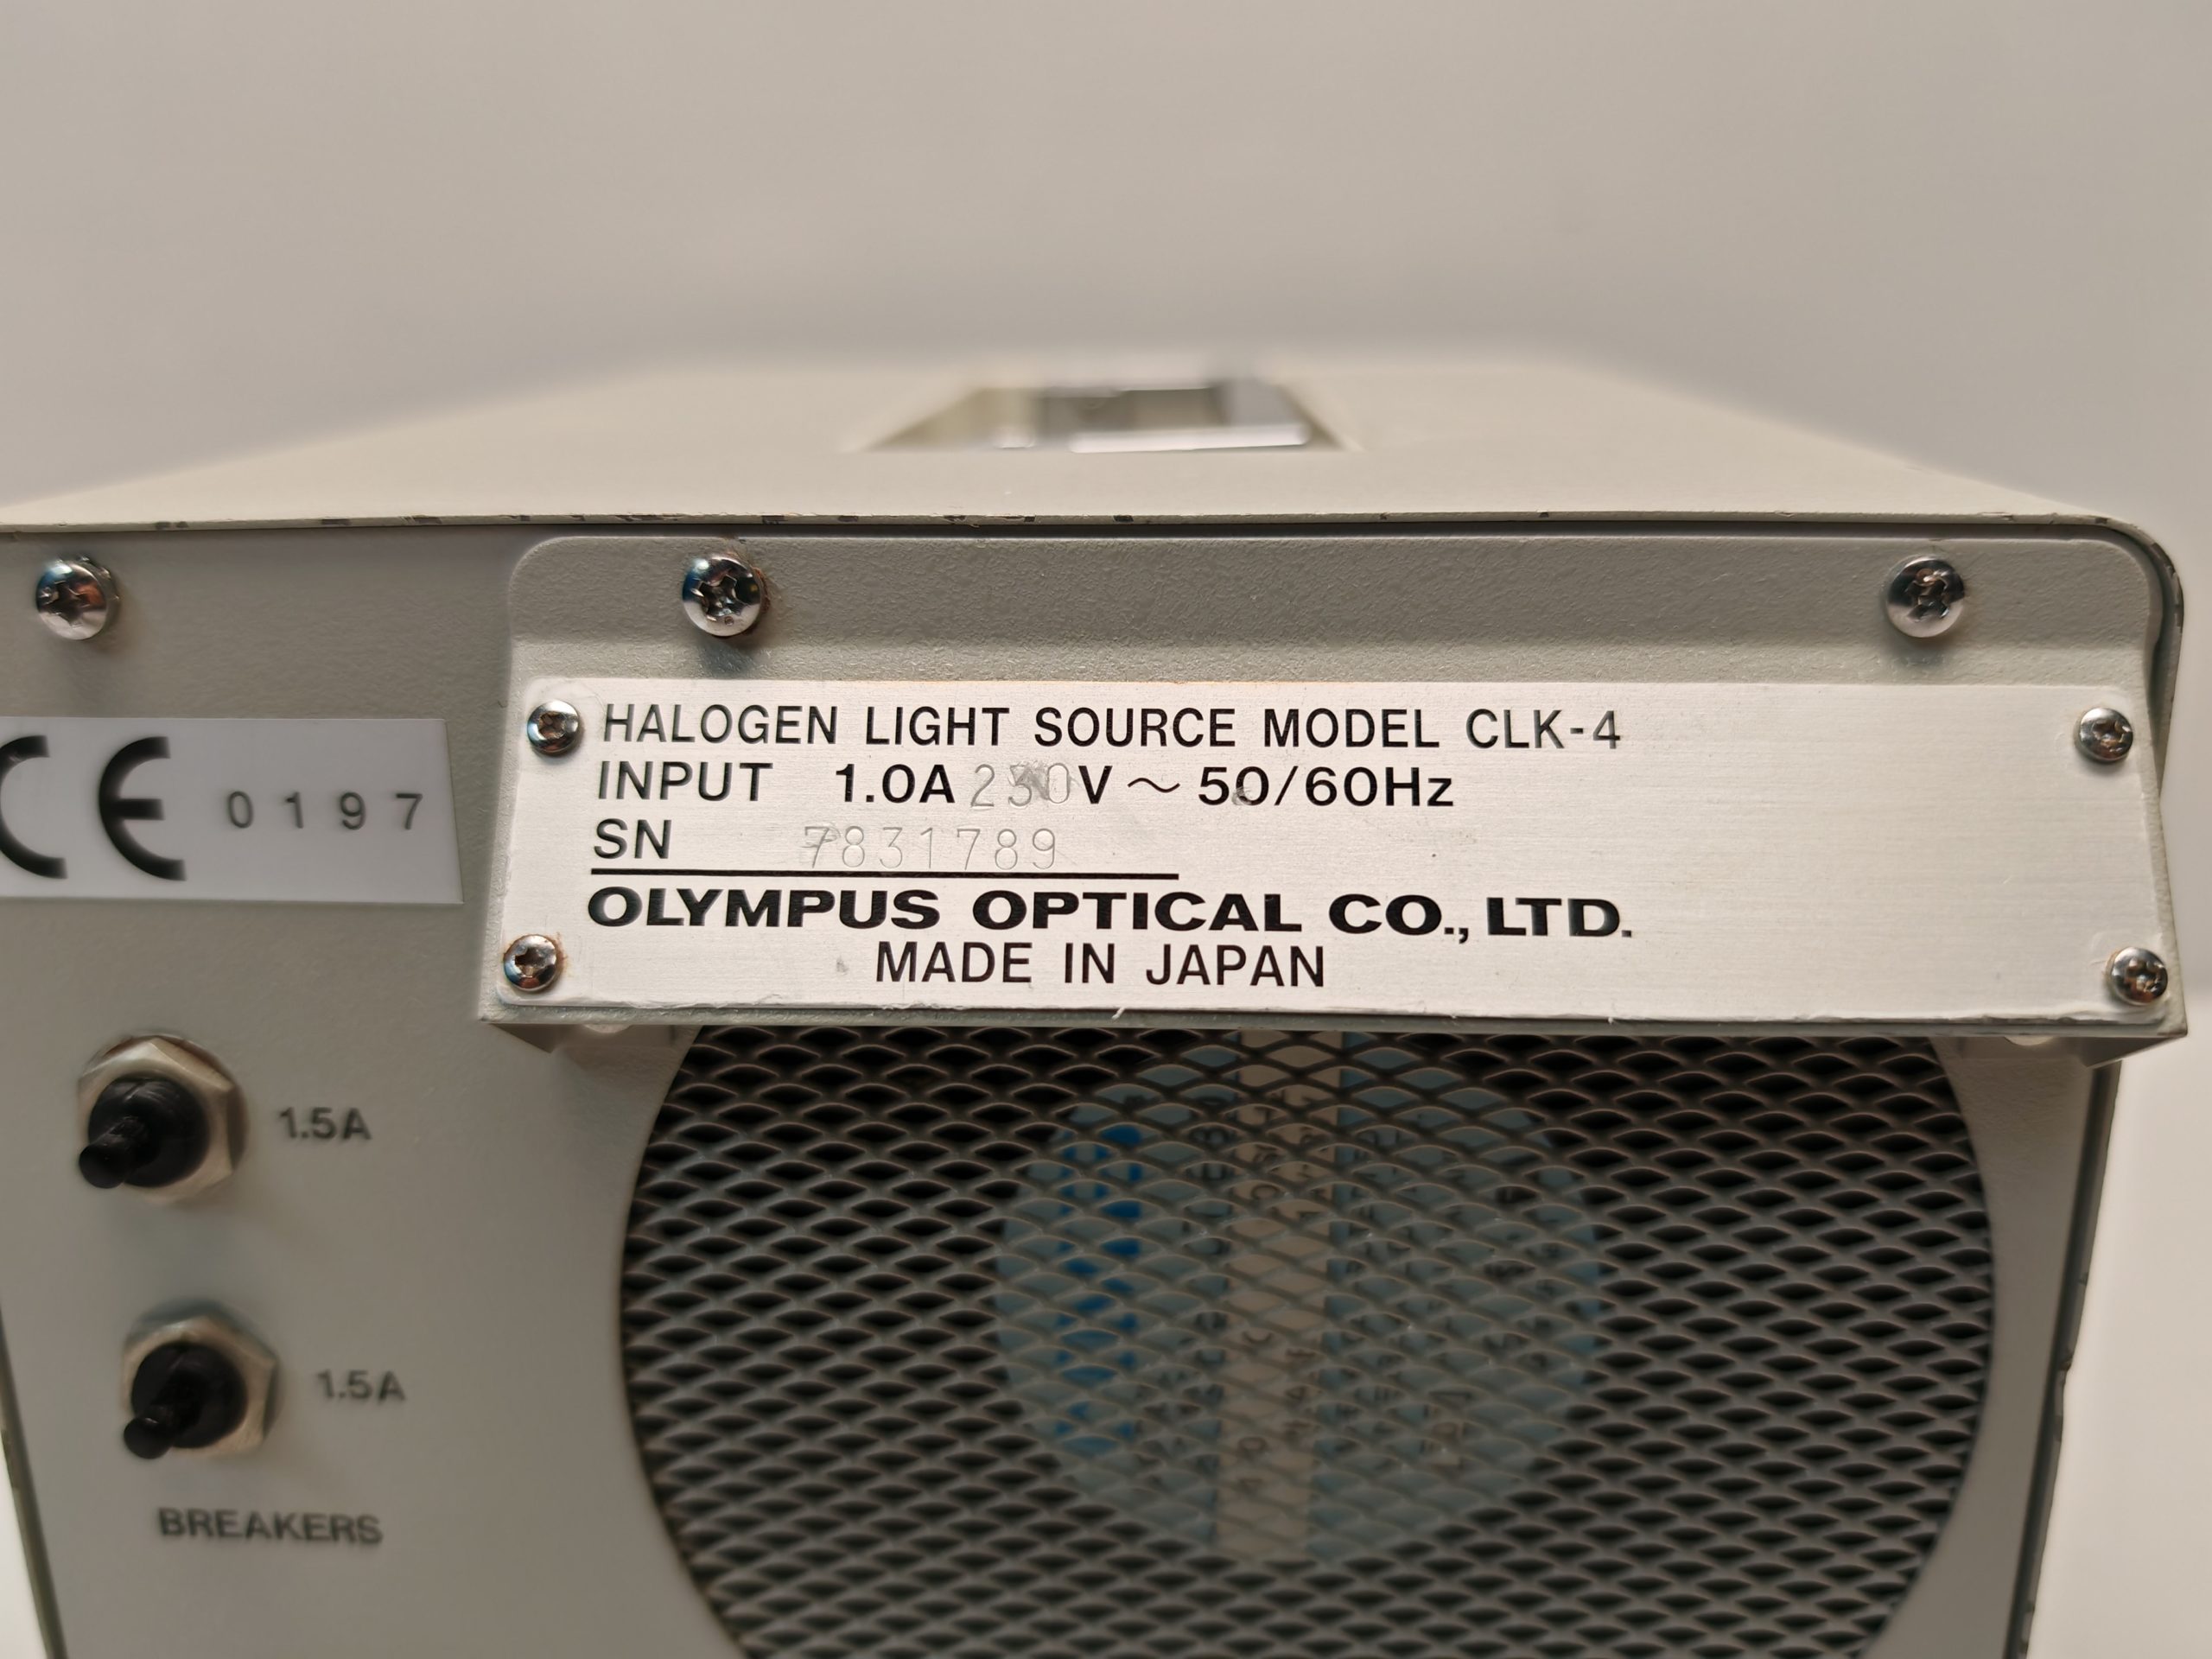 HALOGEN LIGHT SOURCE MODEL CLK-4
INPUT 1.0A 230V ~ 50/60Hz
SN 7831789
OLYMPUS OPTICAL CO., LTD.
MADE IN JAPAN
CE 0197
1.5A
1.5A
BREAKERS